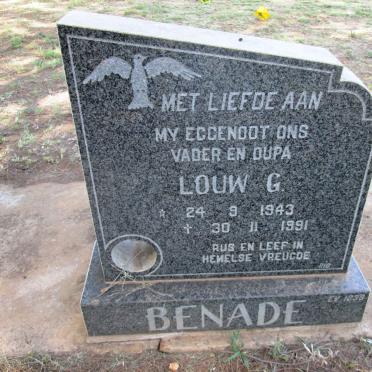 MET LIEFDE AAN
MY EGGENOOT ONS
VADER EN OUPA
LOUW G.
☆ 24 9 1943
✝ 30 11 1991
RUS EN LEEF IN
HEMELSE VREUGDE
BENADE